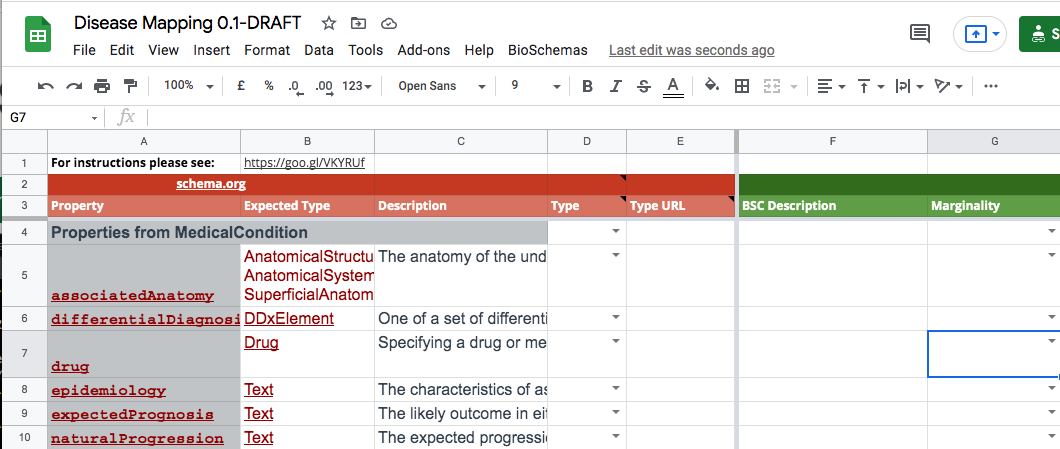 Disease Mapping 0.1-DRAFT
File Edit View Insert Format Data Tools Add-ons Help BioSchemas Last edit was seconds ago
100% £ % .0 .00 123 Open Sans 9 B I S A
G7 fx
A B C D E F G
1 For instructions please see: https://goo.gl/VKYRUf
2 schema.org
3 Property Expected Type Description Type Type URL BSC Description Marginality
4 Properties from MedicalCondition
AnatomicalStructu The anatomy of the und
5 AnatomicalSystem
associatedAnatomy SuperficialAnatom
6 differentialDiagnosi DDxElement One of a set of differenti
Drug Specifying a drug or me
7
drug
8 epidemiology Text The characteristics of as
9 expectedPrognosis Text The likely outcome in eit
10 naturalProgression Text The expected progressi